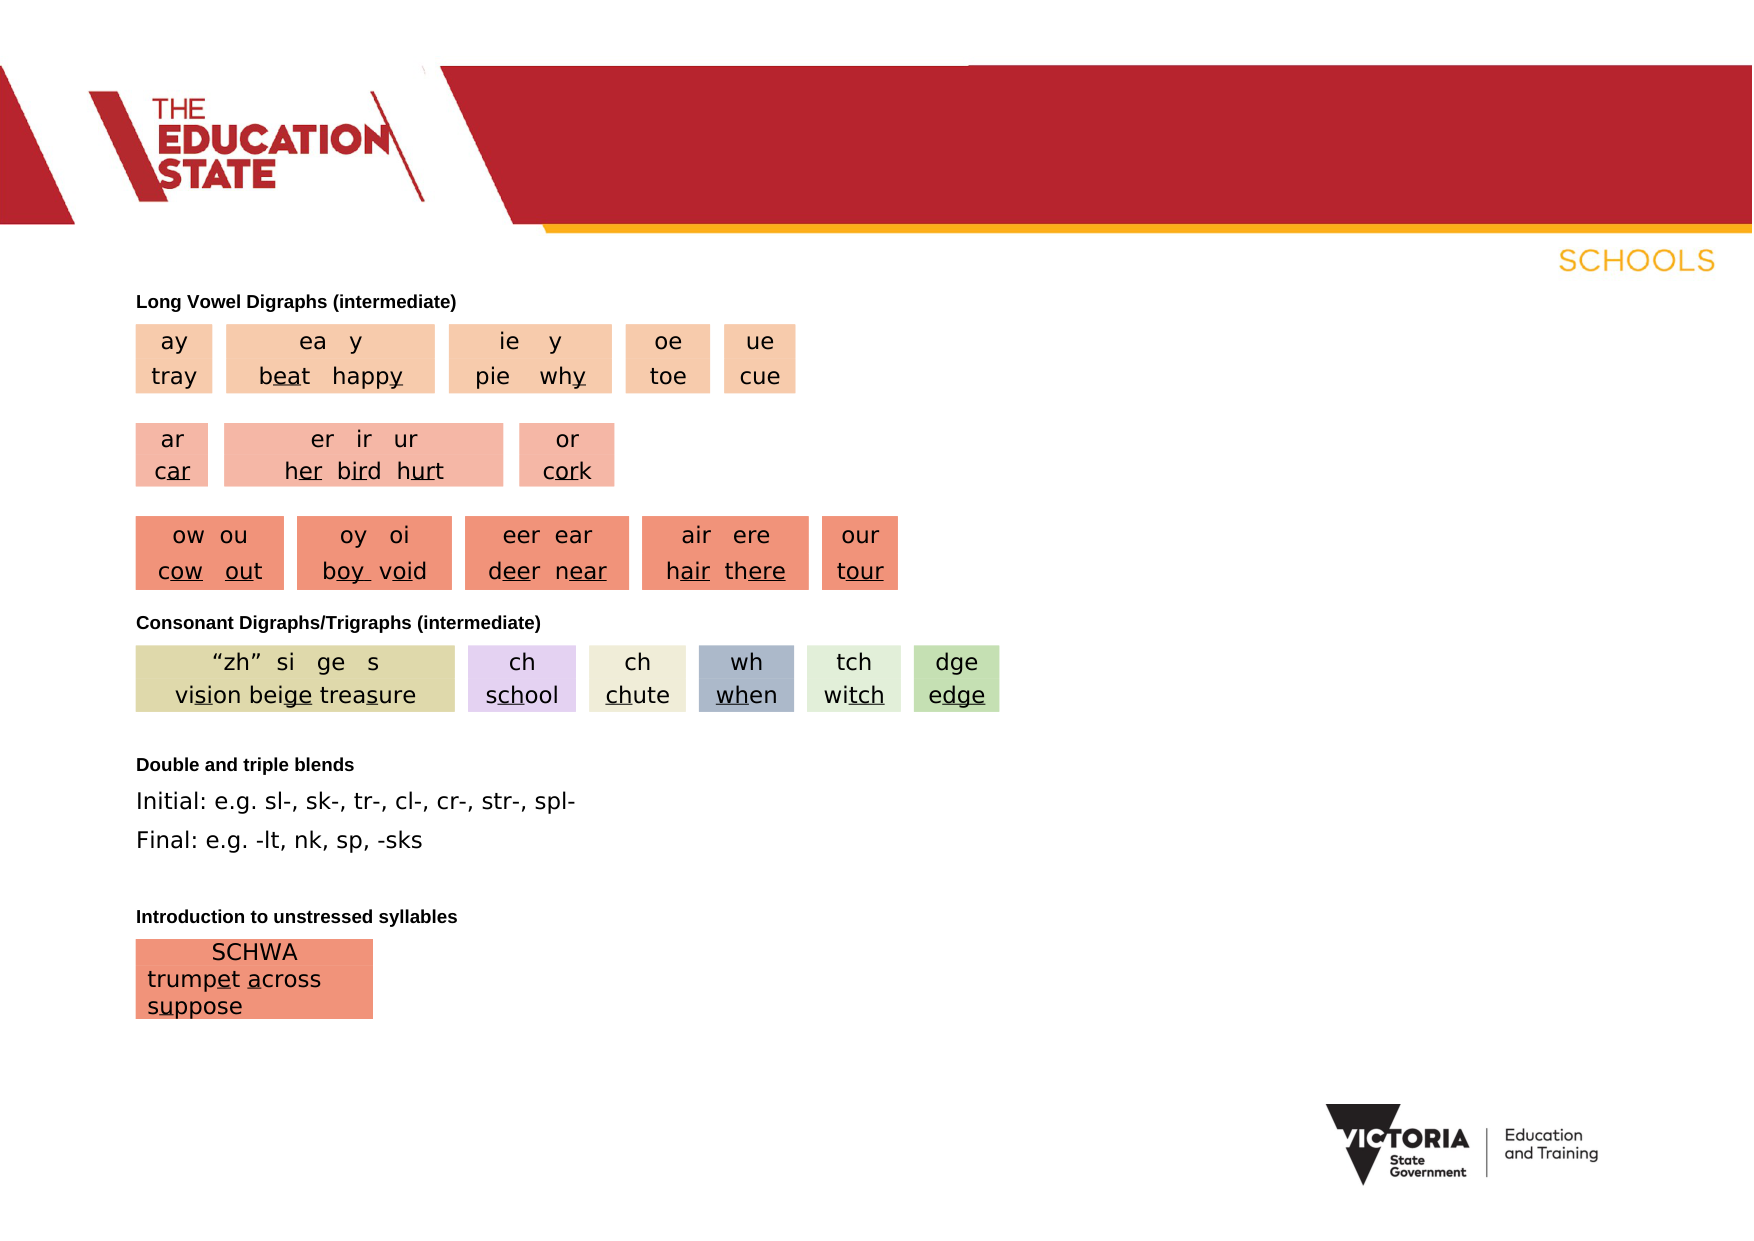 THE
EDUCATION
STATE
SCHOOLS
Long Vowel Digraphs (intermediate)
ay ea y ie y oe ue
tray beat happy pie why toe cue
ar er ir ur or
car her bird hurt cork
ow ou oy oi eer ear air ere our
cow out boy void deer near hair there tour
Consonant Digraphs/Trigraphs (intermediate)
“zh” si ge s ch ch wh tch dge
vision beige treasure school chute when witch edge
Double and triple blends
Initial: e.g. sl-, sk-, tr-, cl-, cr-, str-, spl-
Final: e.g. -lt, nk, sp, -sks
Introduction to unstressed syllables
SCHWA
trumpet across
suppose
VICTORIA
State
Government
Education
and Training